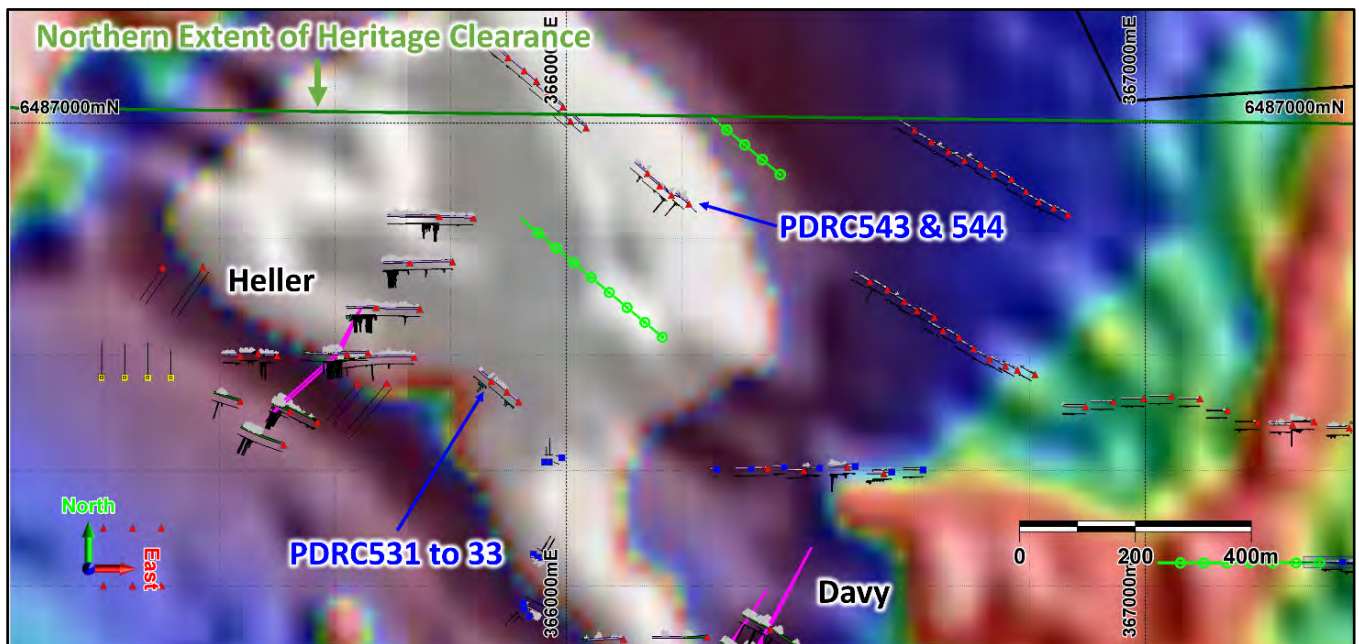 Northern Extent of Heritage Clearance
366000mE
367000mE
6487000mN
6487000mN
PDRC543 & 544
Heller
PDRC531 to 33
North
East
0
200
400m
366000mE
Davy
367000mE